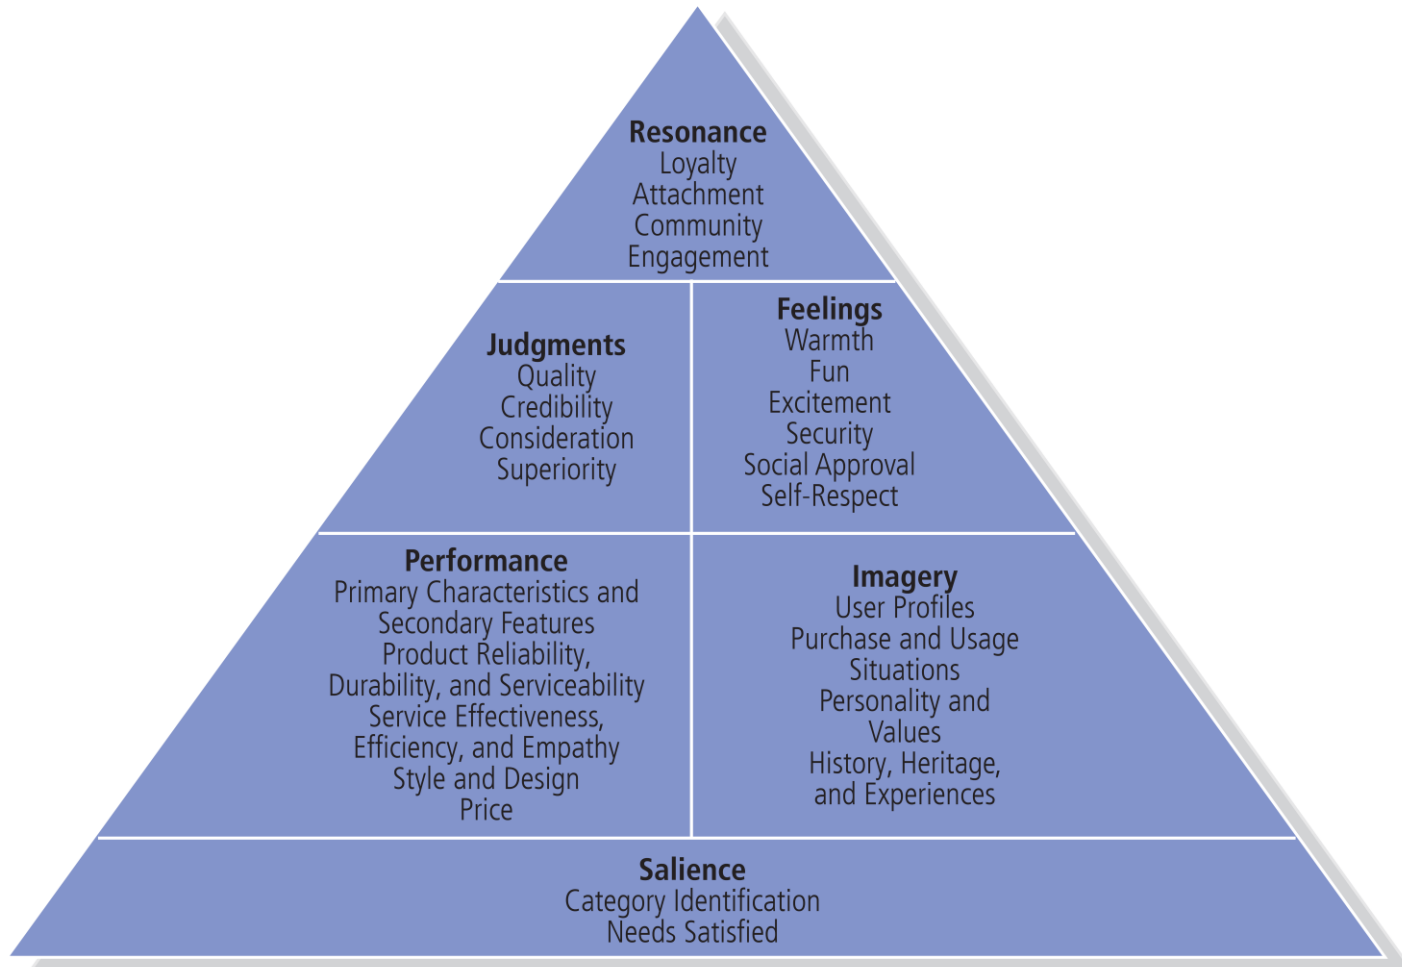 Resonance
Loyalty
Attachment
Community
Engagement
Judgments
Quality
Credibility
Consideration
Superiority
Feelings
Warmth
Fun
Excitement
Security
Social Approval
Self-Respect
Performance
Primary Characteristics and
Secondary Features
Product Reliability,
Durability, and Serviceability
Service Effectiveness,
Efficiency, and Empathy
Style and Design
Price
Imagery
User Profiles
Purchase and Usage
Situations
Personality and
Values
History, Heritage,
and Experiences
Salience
Category Identification
Needs Satisfied